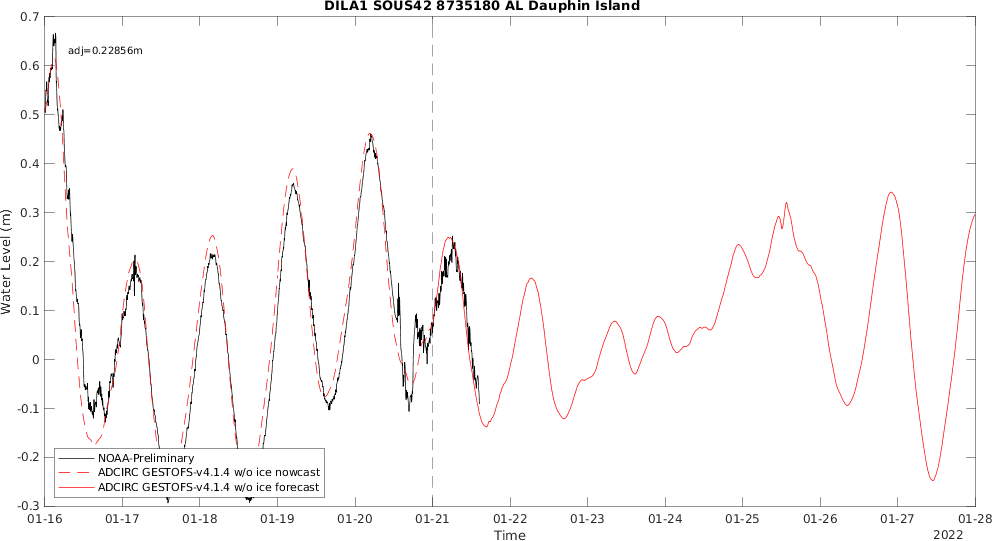 DILA1 SOUS42 8735180 AL Dauphin Island
adj=0.22856m
0.7
0.6
0.5
0.4
0.3
0.2
0.1
0
-0.1
-0.2
-0.3
Water Level (m)
NOAA-Preliminary
ADCIRC GESTOFS-v4.1.4 w/o ice nowcast
ADCIRC GESTOFS-v4.1.4 w/o ice forecast
01-16 01-17 01-18 01-19 01-20 01-21 01-22 01-23 01-24 01-25 01-26 01-27 01-28
Time
2022